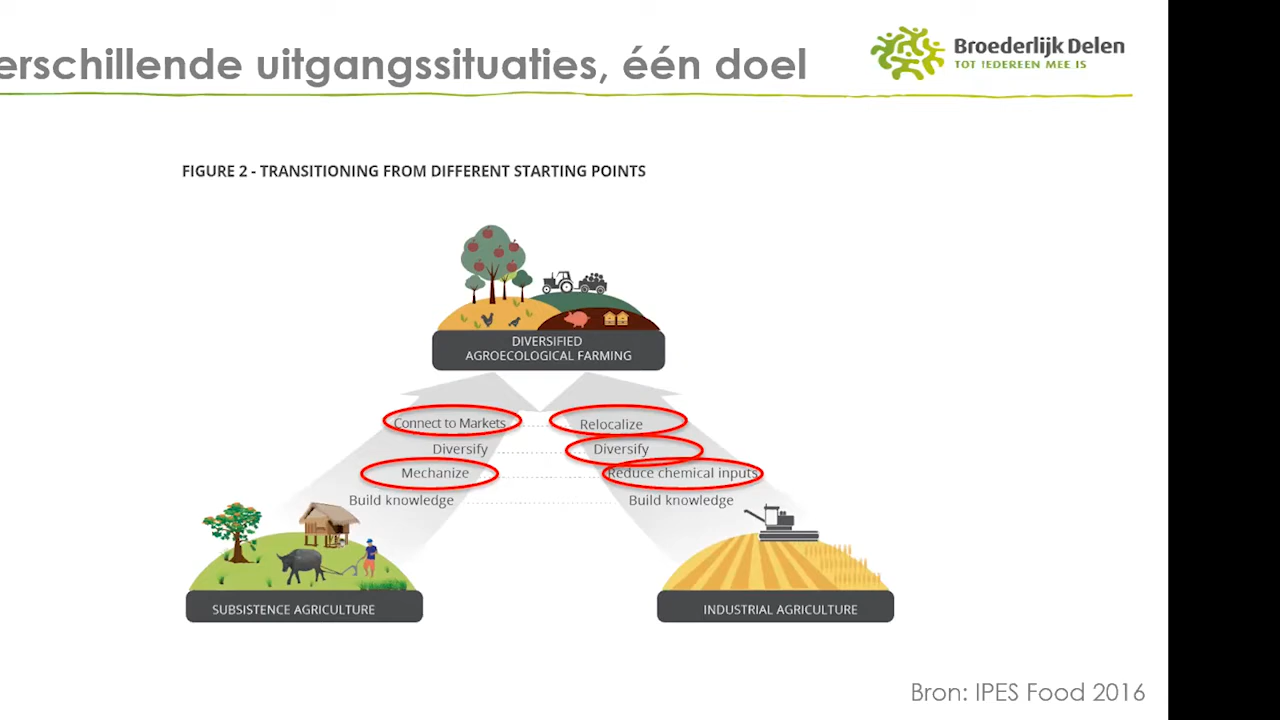 erschillende uitgangssituaties, één doel
Broederlijk Delen
TOT IEDEREEN MEE IS
FIGURE 2 - TRANSITIONING FROM DIFFERENT STARTING POINTS
DIVERSIFIED
AGROECOLOGICAL FARMING
Connect to Markets
Relocalize
Diversify
Diversify
Mechanize
Reduce chemical inputs
Build knowledge
Build knowledge
SUBSISTENCE AGRICULTURE
INDUSTRIAL AGRICULTURE
Bron: IPES Food 2016